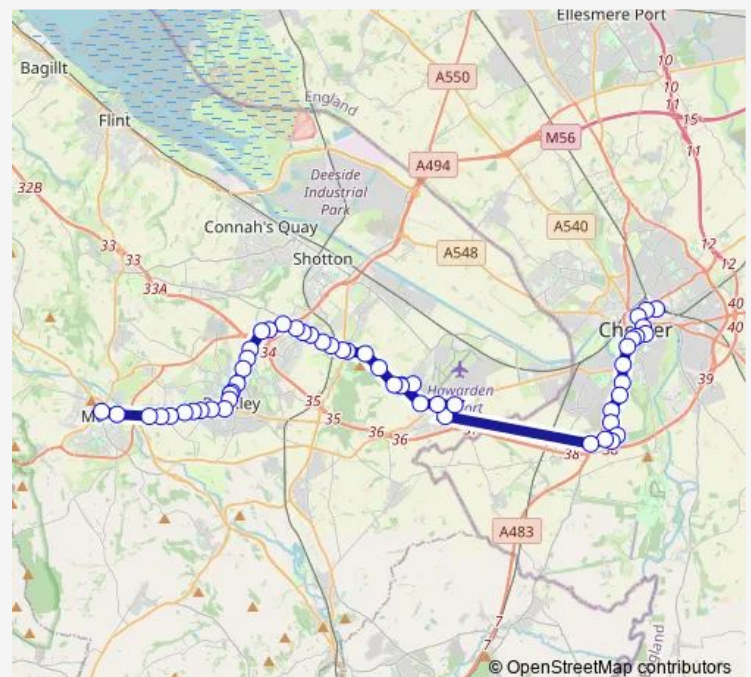 Ellesmere Port
Bagillt
A550
10
10
11
15
England
Flint
M56
11
A494
Deeside
Industrial
Park
32B
Connah's Quay
A540
33
A548
12
33
Shotton
12
33A
40
40
34
39
Hawarden
35
35
36
36
38
A483
7
7
England
© OpenStreetMap contributors